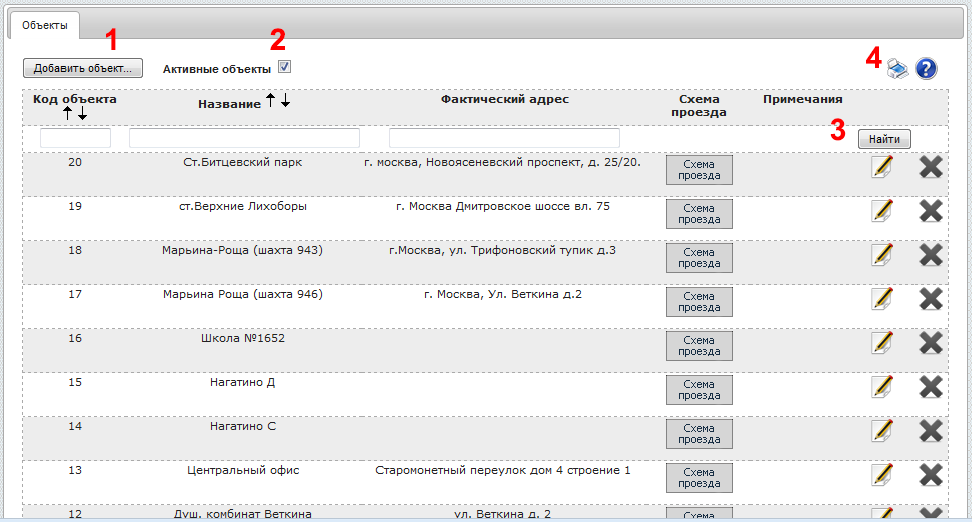 Объекты
1
2
Добавить объект...
Активные объекты
4
?
Код объекта
Название
Фактический адрес
Схема
проезда
Примечания
3
Найти
20
Ст.Битцевский парк
г. москва, Новоясеневский проспект, д. 25/20.
Схема
проезда
19
ст.Верхние Лихоборы
г. Москва Дмитровское шоссе вл. 75
Схема
проезда
18
Марьина-Роща (шахта 943)
г.Москва, ул. Трифоновский тупик д.3
Схема
проезда
17
Марьина Роща (шахта 946)
г. Москва, Ул. Веткина д.2
Схема
проезда
16
Школа №1652
Схема
проезда
15
Нагатино Д
Схема
проезда
14
Нагатино С
Схема
проезда
13
Центральный офис
Старомонетный переулок дом 4 строение 1
Схема
проезда
12
Душ. комбинат Веткина
ул. Веткина д. 2
Схема